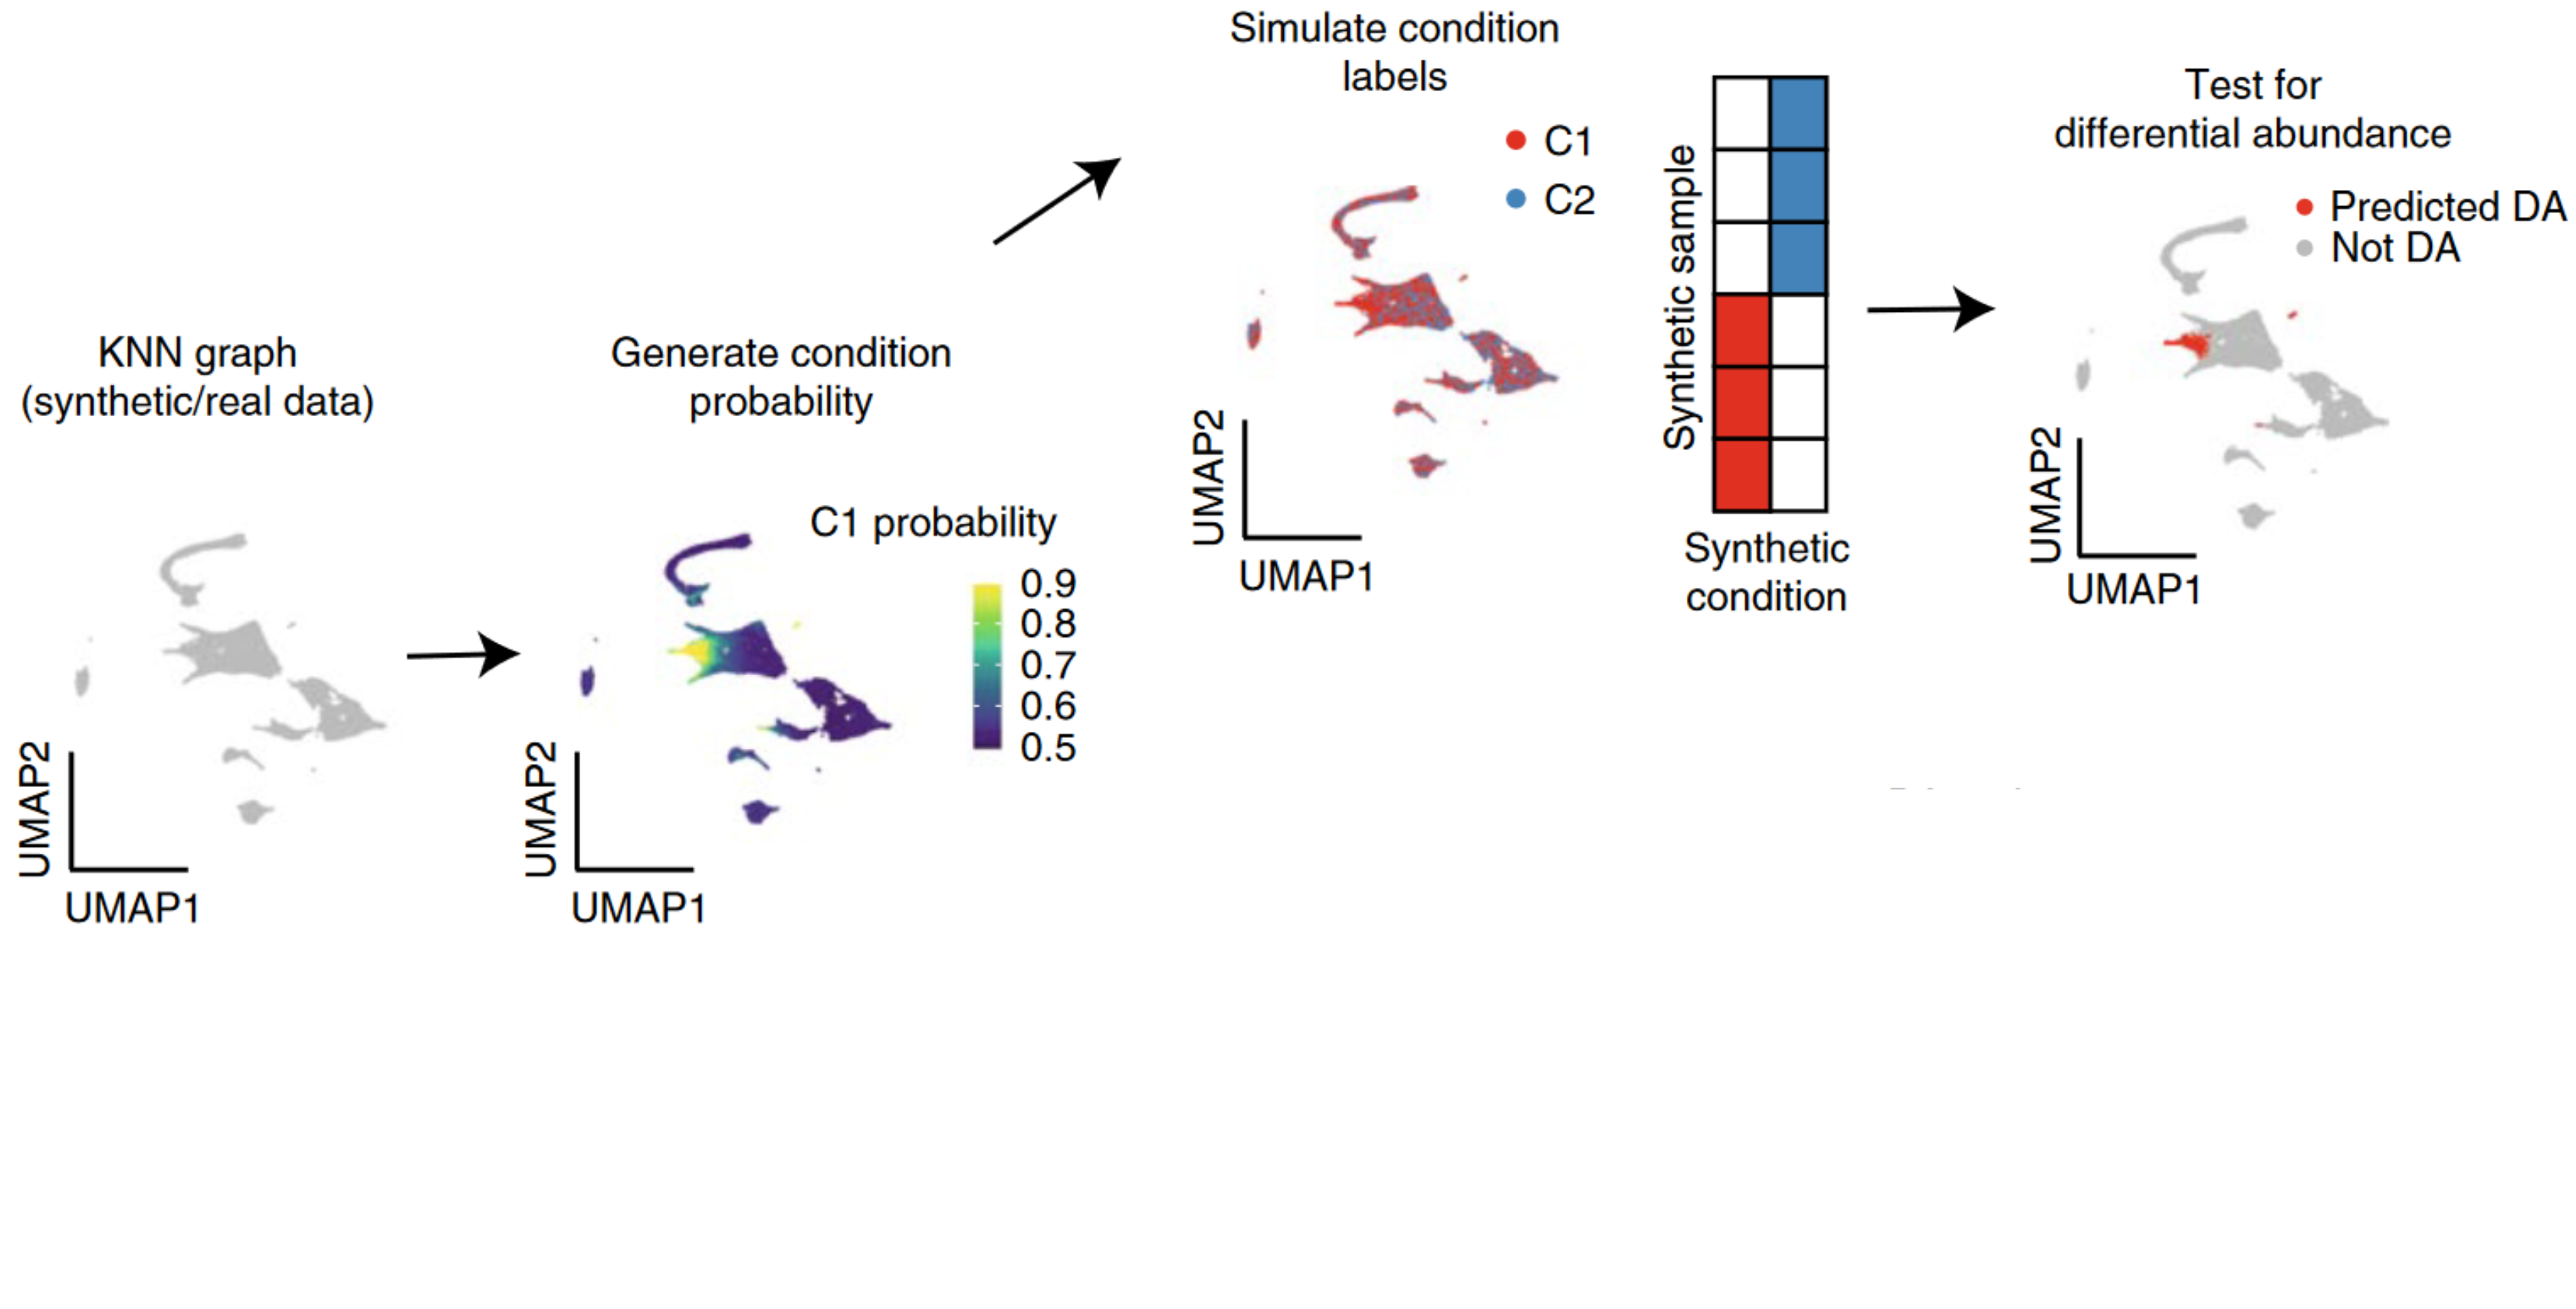 KNN graph
(synthetic/real data)
UMAP2
UMAP1
Generate condition
probability
C1 probability
0.9
0.8
0.7
0.6
0.5
UMAP2
UMAP1
Simulate condition
labels
C1
C2
UMAP2
UMAP1
Synthetic sample
Synthetic
condition
Test for
differential abundance
Predicted DA
Not DA
UMAP2
UMAP1